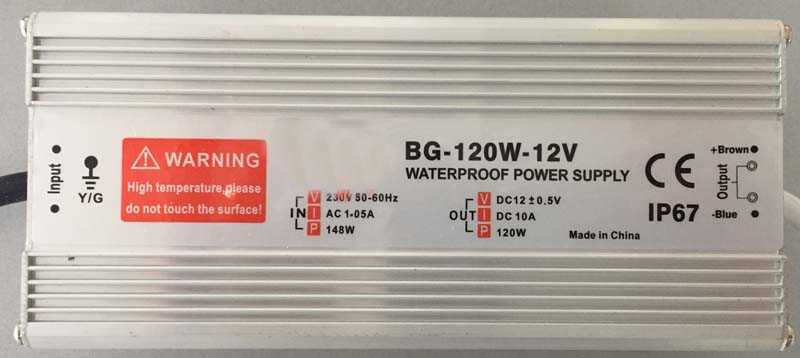 Input
Y/G
WARNING
High temperature,please
do not touch the surface!
BG-120W-12V
WATERPROOF POWER SUPPLY
IN
V 230V 50-60Hz
I AC 1.05A
P 148W
OUT
V DC12 ± 0.5V
I DC 10A
P 120W
CE
IP67
Made in China
+Brown
Output
-Blue